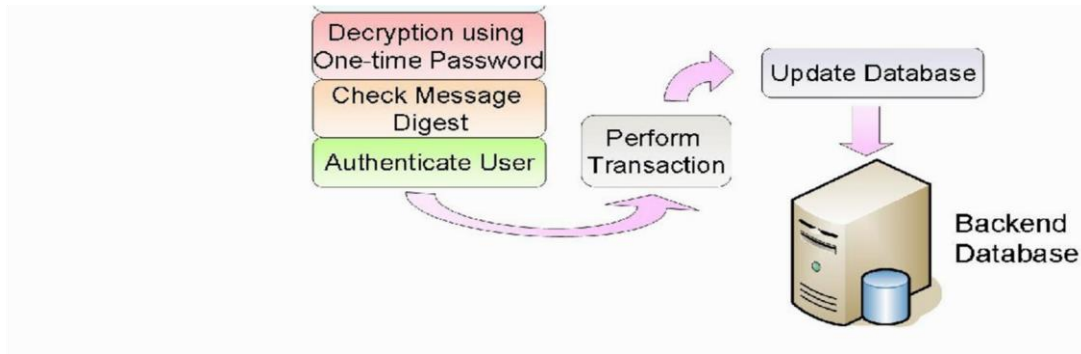 Decryption using
One-time Password
Check Message
Digest
Authenticate User
Perform
Transaction
Update Database
Backend
Database